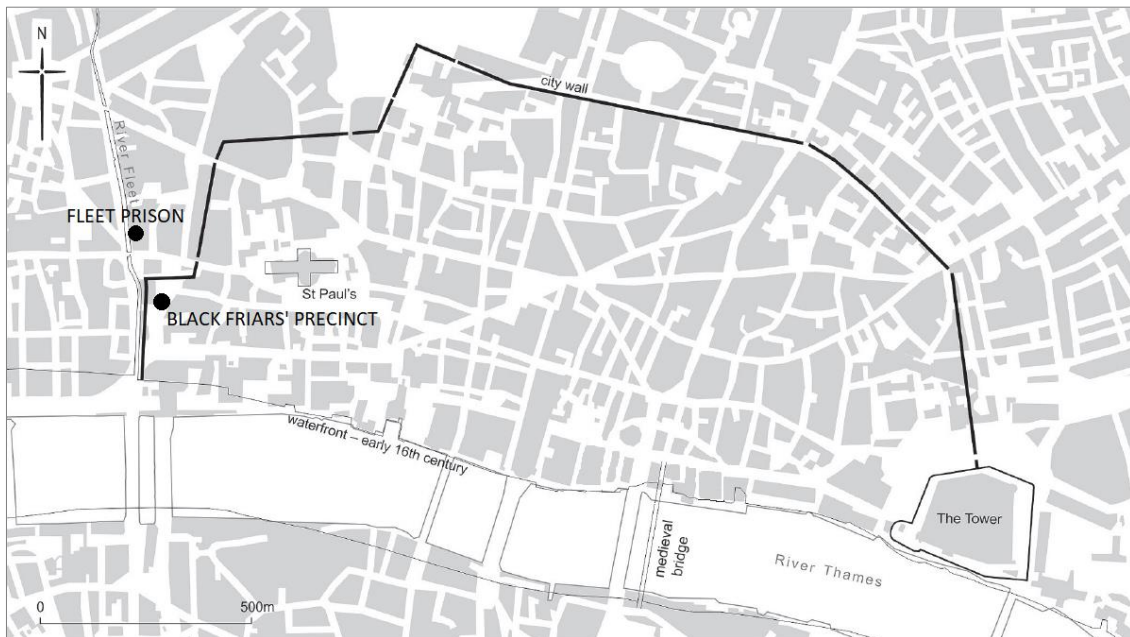 N
city wall
River Fleet
FLEET PRISON
St Paul's
BLACK FRIARS' PRECINCT
waterfront – early 16th century
medieval
bridge
The Tower
River Thames
0 500m